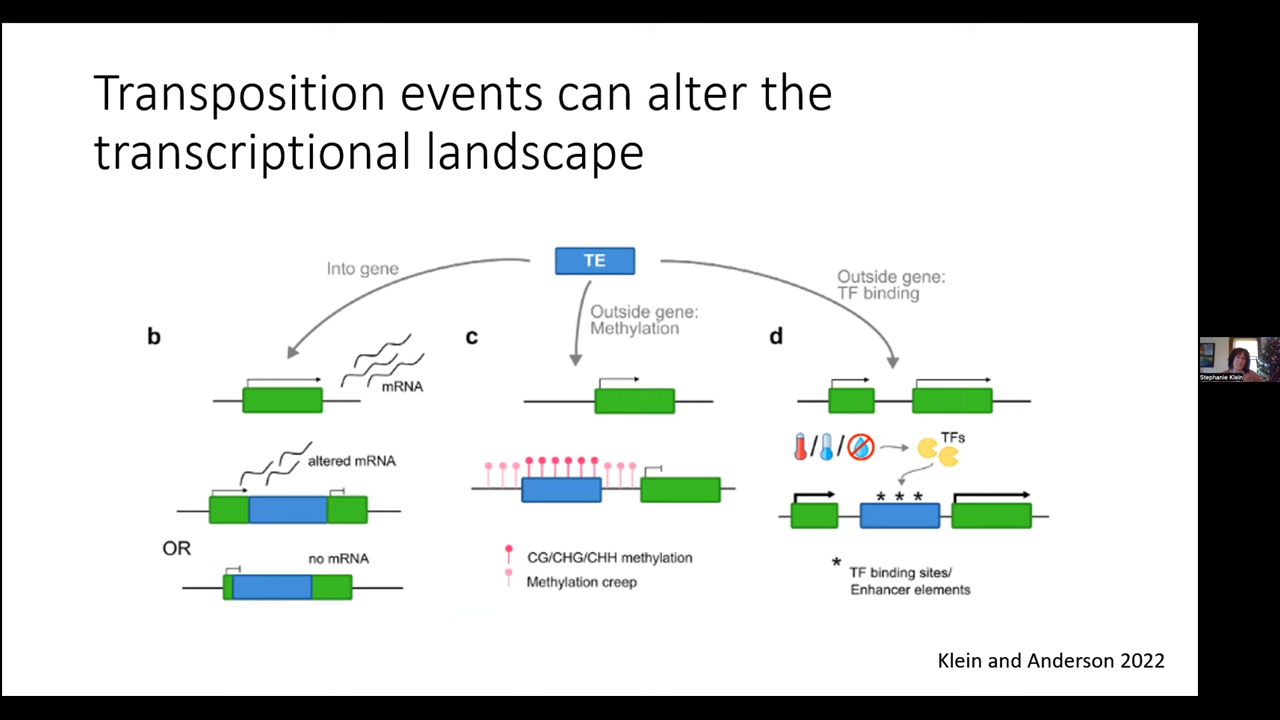 Transposition events can alter the
transcriptional landscape
TE
Into gene
Outside gene:
Methylation
Outside gene:
TF binding
b
mRNA
altered mRNA
OR
no mRNA
c
CG/CHG/CHH methylation
Methylation creep
d
/ /
TFs
* * *
* TF binding sites/
Enhancer elements
Klein and Anderson 2022
Stephanie Klein